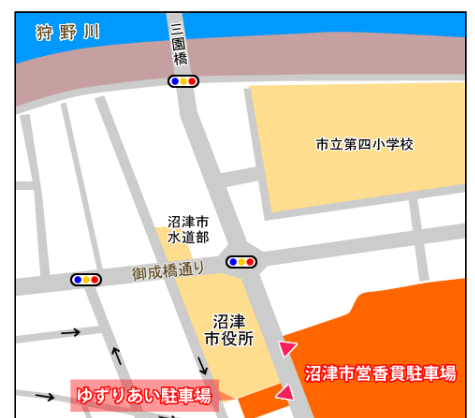 狩野川
三園橋
市立第四小学校
沼津市
水道部
御成橋通り
沼津
市役所
沼津市営香貫駐車場
ゆずりあい駐車場